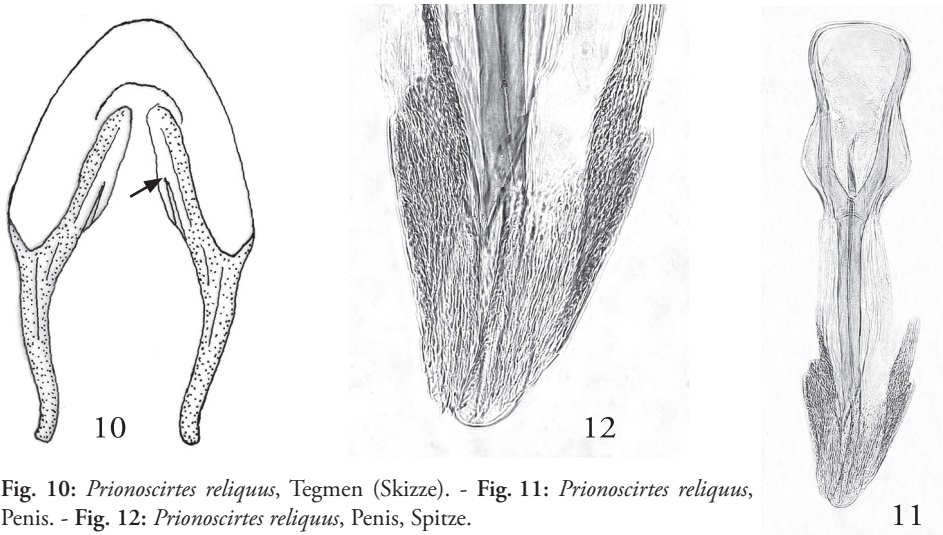 10
12
11
Fig. 10: Prionoscirtes reliquus, Tegmen (Skizze). - Fig. 11: Prionoscirtes reliquus,
Penis. - Fig. 12: Prionoscirtes reliquus, Penis, Spitze.